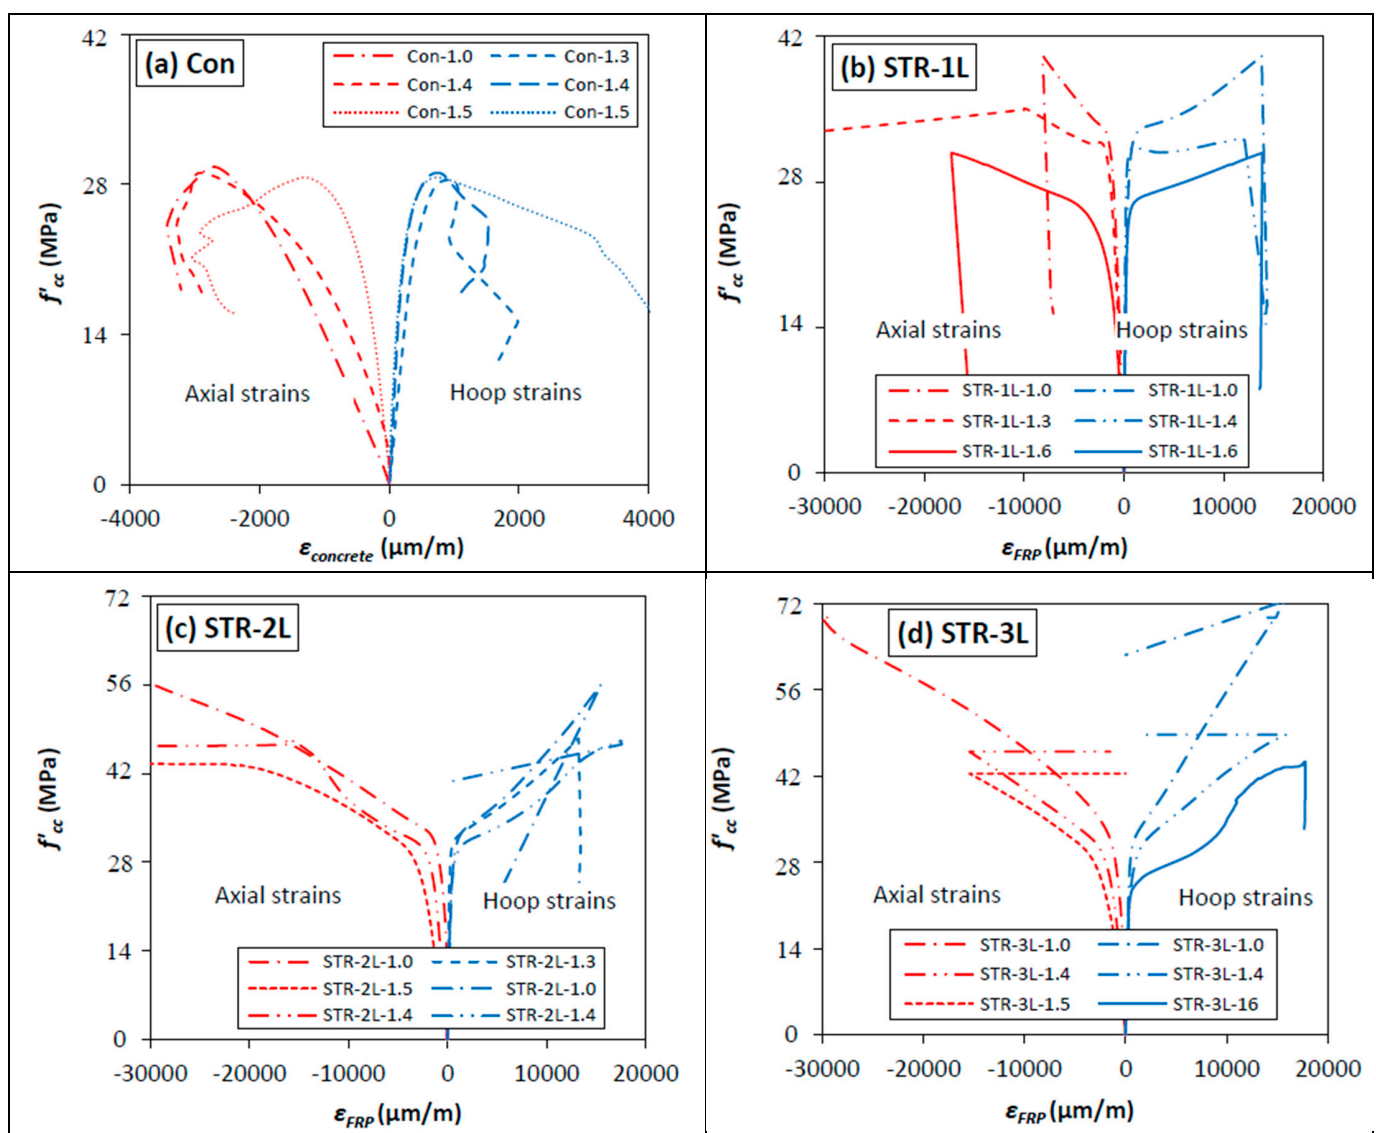 (a) Con
Con-1.0
Con-1.3
Con-1.4
Con-1.4
Con-1.5
Con-1.5
42
28
14
0
f'cc (MPa)
Axial strains
Hoop strains
-4000
-2000
0
2000
4000
εconcrete (μm/m)
(b) STR-1L
42
28
14
0
f'cc (MPa)
Axial strains
Hoop strains
STR-1L-1.0
STR-1L-1.0
STR-1L-1.3
STR-1L-1.4
STR-1L-1.6
STR-1L-1.6
-30000
-20000
-10000
0
10000
20000
εFRP (μm/m)
(c) STR-2L
72
56
42
28
14
0
f'cc (MPa)
Axial strains
Hoop strains
STR-2L-1.0
STR-2L-1.3
STR-2L-1.5
STR-2L-1.0
STR-2L-1.4
STR-2L-1.4
-30000
-20000
-10000
0
10000
20000
εFRP (μm/m)
(d) STR-3L
72
56
42
28
14
0
f'cc (MPa)
Axial strains
Hoop strains
STR-3L-1.0
STR-3L-1.0
STR-3L-1.4
STR-3L-1.4
STR-3L-1.5
STR-3L-16
-30000
-20000
-10000
0
10000
20000
εFRP (μm/m)